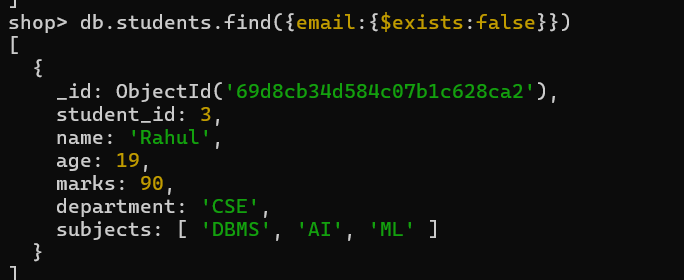 ]
shop> db.students.find({email:{$exists:false}})
[
  {
    _id: ObjectId('69d8cb34d584c07b1c628ca2'),
    student_id: 3,
    name: 'Rahul',
    age: 19,
    marks: 90,
    department: 'CSE',
    subjects: [ 'DBMS', 'AI', 'ML' ]
  }
]